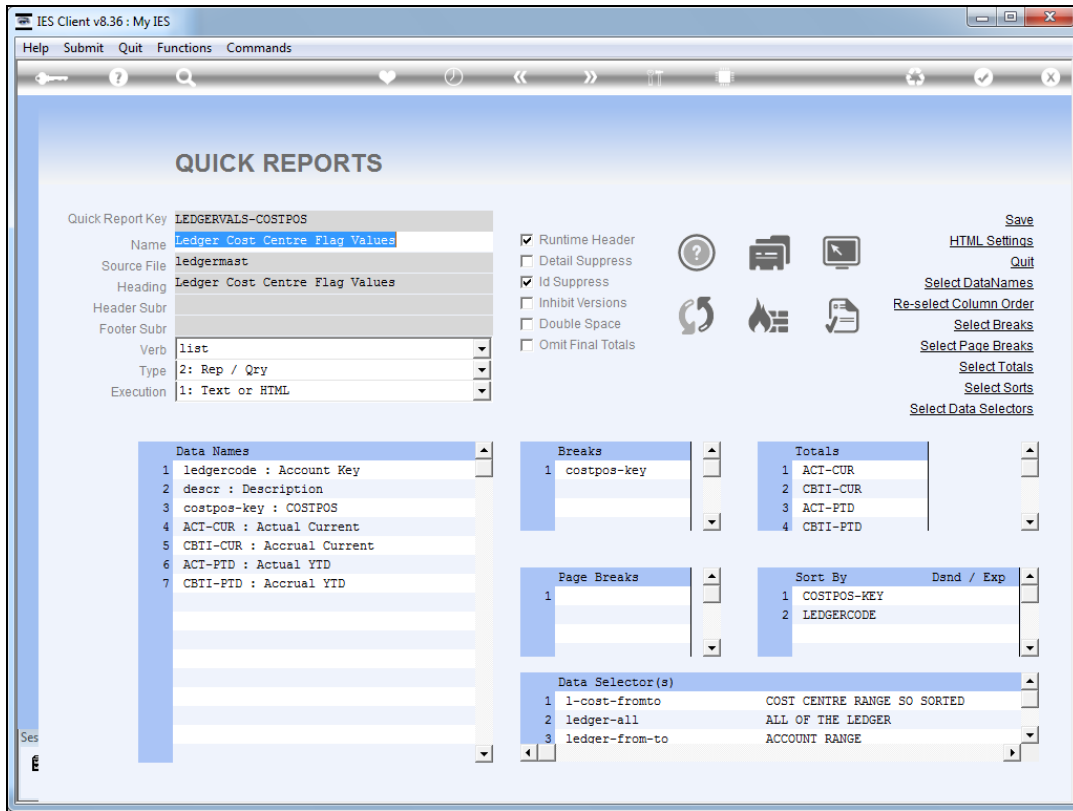 IES Client v8.36 : My IES
Help Submit Quit Functions Commands
QUICK REPORTS
Quick Report Key LEDGERVALS-COSTPOS
Name Ledger Cost Centre Flag Values
Source File ledgermast
Heading Ledger Cost Centre Flag Values
Header Subr
Footer Subr
Verb list
Type 2: Rep / Qry
Execution 1: Text or HTML
Runtime Header
Detail Suppress
Id Suppress
Inhibit Versions
Double Space
Omit Final Totals
Save
HTML Settings
Quit
Select DataNames
Re-select Column Order
Select Breaks
Select Page Breaks
Select Totals
Select Sorts
Select Data Selectors
Data Names
1 ledgercode : Account Key
2 descr : Description
3 costpos-key : COSTPOS
4 ACT-CUR : Actual Current
5 CBTI-CUR : Accrual Current
6 ACT-PTD : Actual YTD
7 CBTI-PTD : Accrual YTD
Breaks
1 costpos-key
Totals
1 ACT-CUR
2 CBTI-CUR
3 ACT-PTD
4 CBTI-PTD
Page Breaks
1
Sort By Dsnd / Exp
1 COSTPOS-KEY
2 LEDGERCODE
Data Selector(s)
1 l-cost-fromto COST CENTRE RANGE SO SORTED
2 ledger-all ALL OF THE LEDGER
3 ledger-from-to ACCOUNT RANGE
Ses